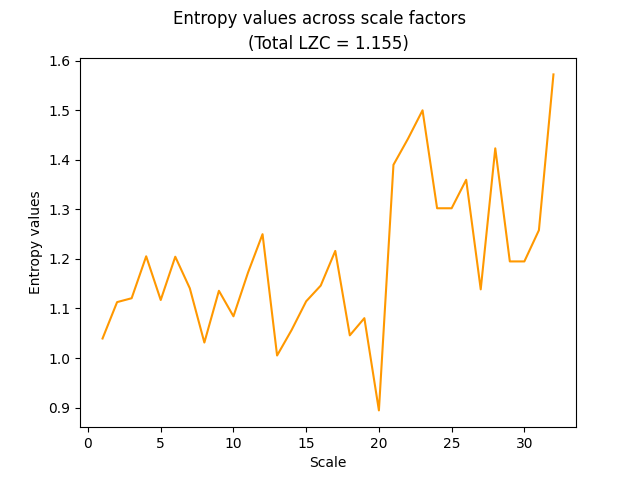 Entropy values across scale factors
(Total LZC = 1.155)
1.6
1.5
1.4
1.3
1.2
1.1
1.0
0.9
Entropy values
0 5 10 15 20 25 30
Scale